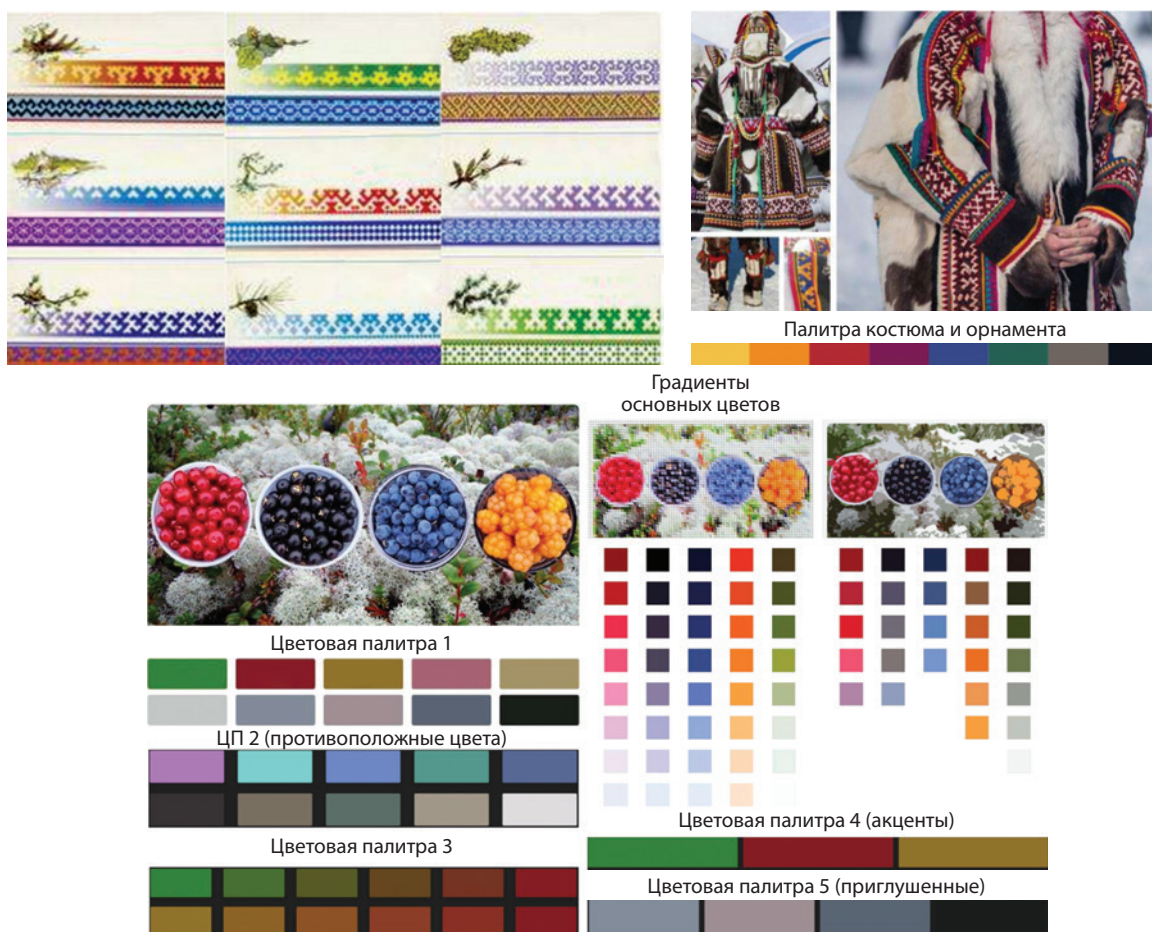 Палитра костюма и орнамента
Градиенты
основных цветов
Цветовая палитра 1
ЦП 2 (противоположные цвета)
Цветовая палитра 3
Цветовая палитра 4 (акценты)
Цветовая палитра 5 (приглушенные)